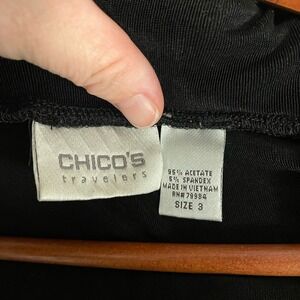 CHICO'S
travelers
95% ACETATE
5% SPANDEX
MADE IN VIETNAM
RN# 79984
SIZE 3